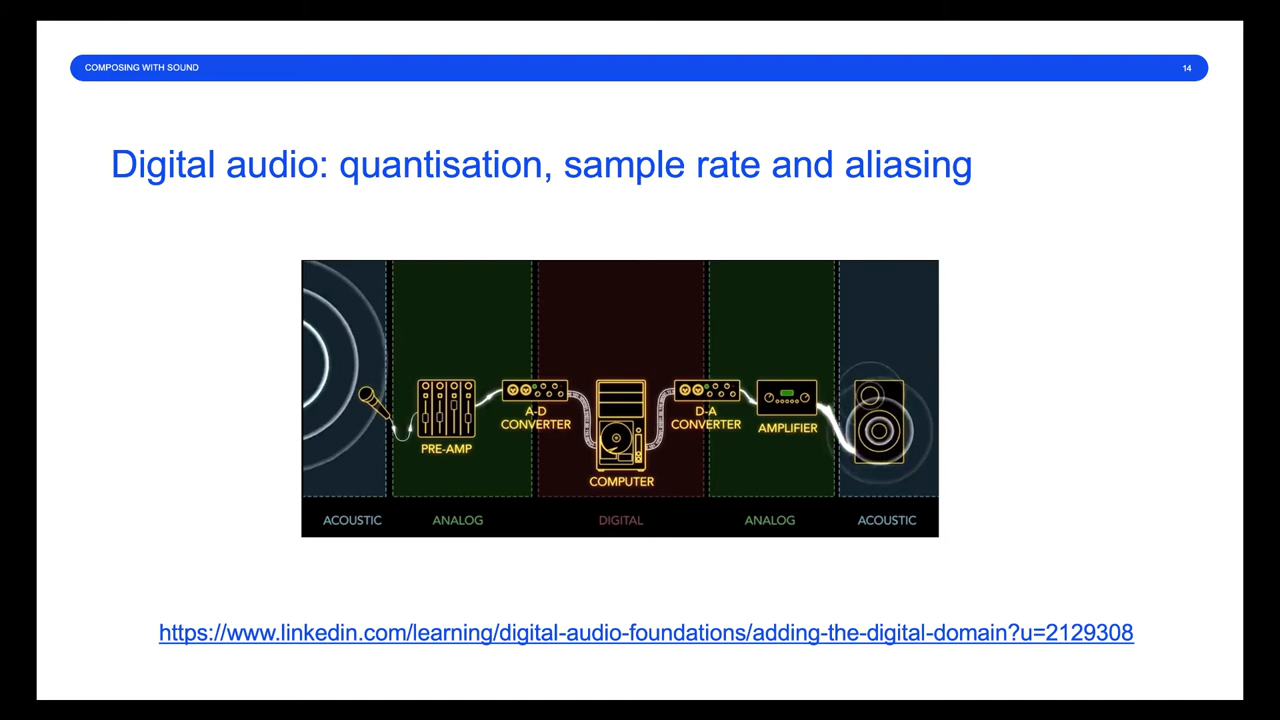 COMPOSING WITH SOUND
14
Digital audio: quantisation, sample rate and aliasing
A-D
CONVERTER
D-A
CONVERTER
AMPLIFIER
PRE-AMP
COMPUTER
ACOUSTIC
ANALOG
DIGITAL
ANALOG
ACOUSTIC
https://www.linkedin.com/learning/digital-audio-foundations/adding-the-digital-domain?u=2129308